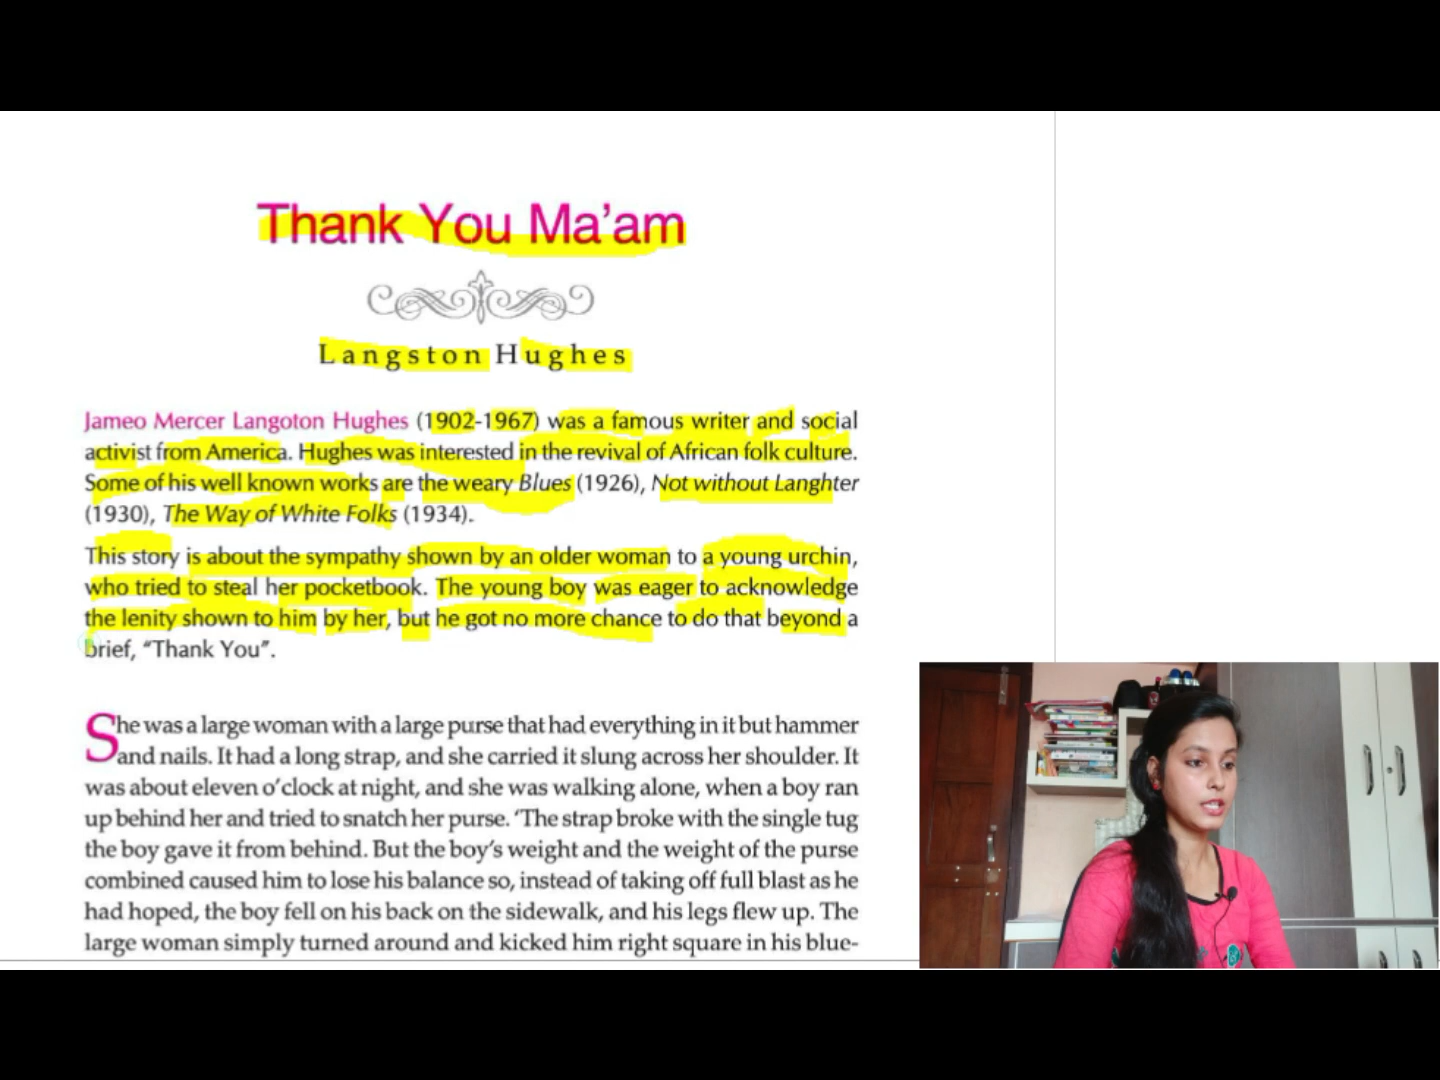 Thank You Ma’am
Langston Hughes
Jameo Mercer Langoton Hughes (1902-1967) was a famous writer and social
activist from America. Hughes was interested in the revival of African folk culture.
Some of his well known works are the weary Blues (1926), Not without Langhter
(1930), The Way of White Folks (1934).
This story is about the sympathy shown by an older woman to a young urchin,
who tried to steal her pocketbook. The young boy was eager to acknowledge
the lenity shown to him by her, but he got no more chance to do that beyond a
brief, “Thank You”.
She was a large woman with a large purse that had everything in it but hammer
and nails. It had a long strap, and she carried it slung across her shoulder. It
was about eleven o’clock at night, and she was walking alone, when a boy ran
up behind her and tried to snatch her purse. ‘The strap broke with the single tug
the boy gave it from behind. But the boy’s weight and the weight of the purse
combined caused him to lose his balance so, instead of taking off full blast as he
had hoped, the boy fell on his back on the sidewalk, and his legs flew up. The
large woman simply turned around and kicked him right square in his blue-